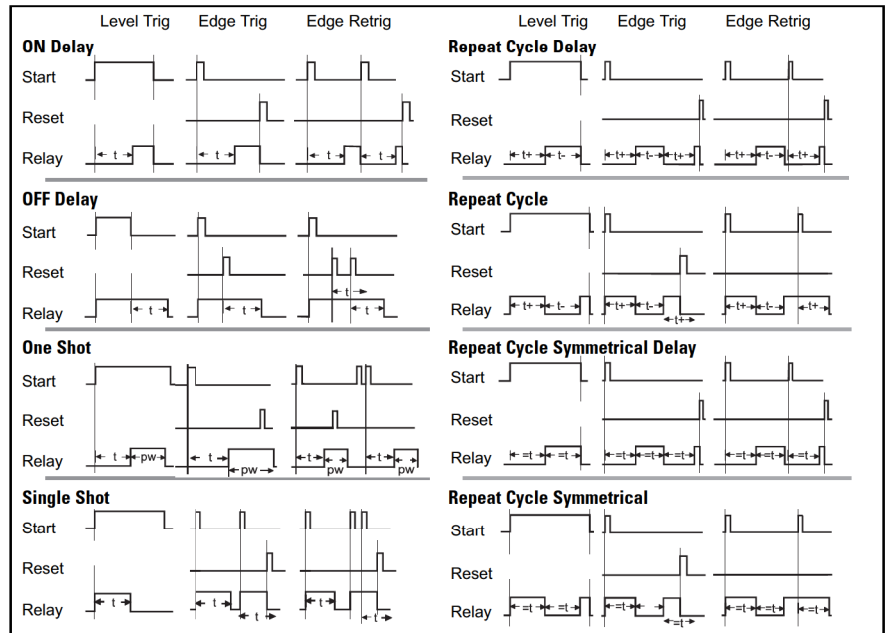 Level Trig Edge Trig Edge Retrig
ON Delay
Start
Reset
Relay t t t t
OFF Delay
Start
Reset t
Relay t t t
One Shot
Start
Reset
Relay t pw t pw t pw t pw
Single Shot
Start
Reset
Relay t t t t t
Level Trig Edge Trig Edge Retrig
Repeat Cycle Delay
Start
Reset
Relay t+ t- t+ t- t+ t+ t- t+
Repeat Cycle
Start
Reset
Relay t+ t- t+ t- t+ t+ t- t+
Repeat Cycle Symmetrical Delay
Start
Reset
Relay =t =t =t =t =t =t =t =t
Repeat Cycle Symmetrical
Start
Reset
Relay =t =t =t =t =t =t =t